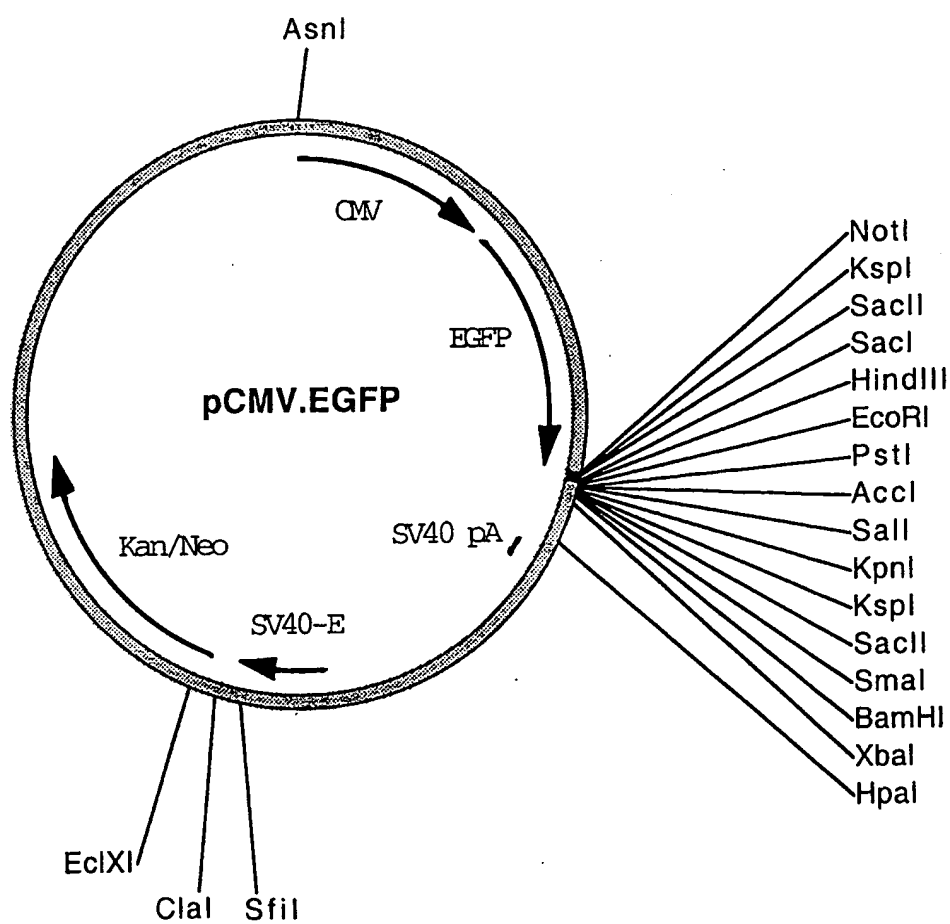 AsnI
CMV
EGFP
pCMV.EGFP
NotI
KspI
SacII
SacI
HindIII
EcoRI
PstI
AccI
SalI
KpnI
KspI
SacII
SmaI
BamHI
XbaI
HpaI
SV40 pA
Kan/Neo
SV40-E
EclXI
ClaI
SfiI